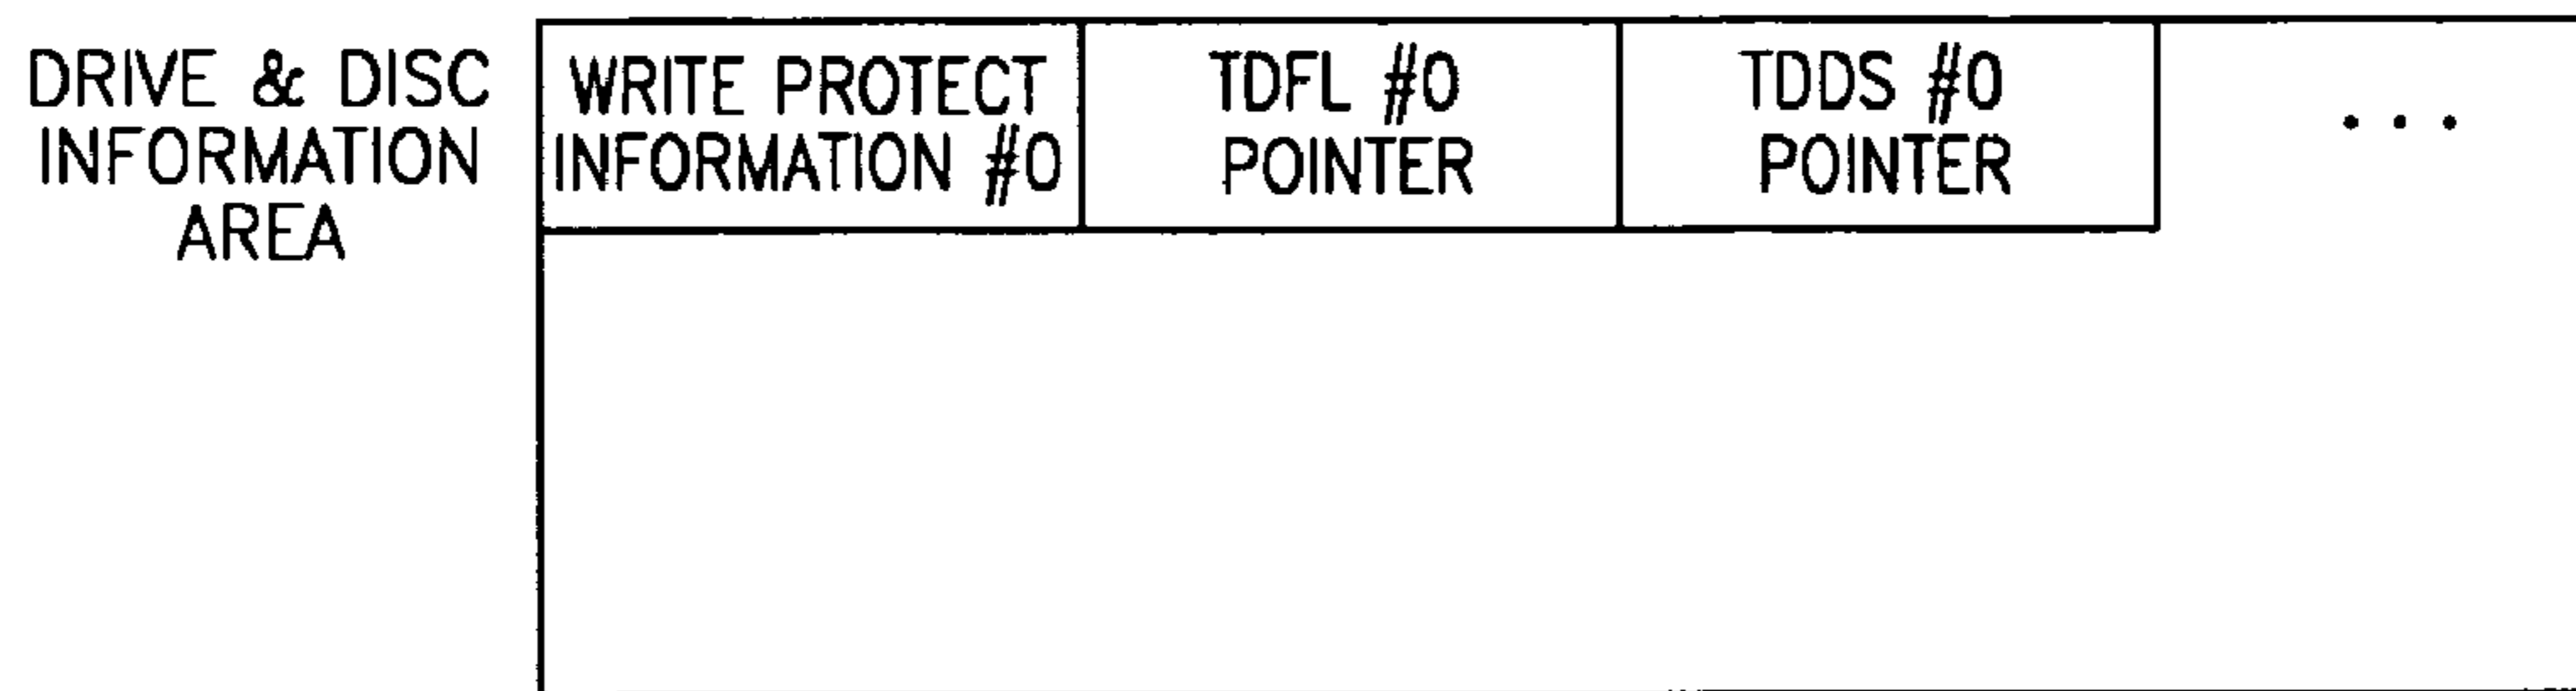 DRIVE & DISC
INFORMATION
AREA
WRITE PROTECT
INFORMATION #0
TDFL #0
POINTER
TDDS #0
POINTER
...